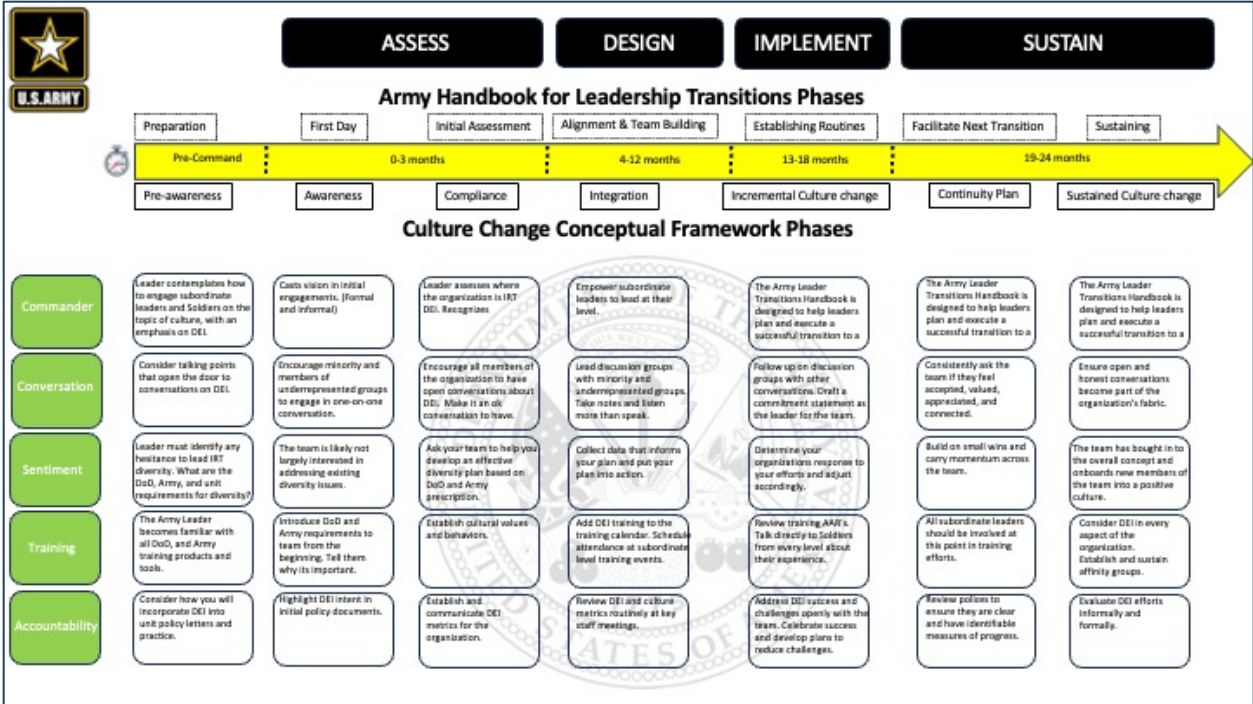 ASSESS
DESIGN
IMPLEMENT
SUSTAIN
U.S.ARMY
Army Handbook for Leadership Transitions Phases
Preparation
First Day
Initial Assessment
Alignment & Team Building
Establishing Routines
Facilitate Next Transition
Sustaining
Pre-Command
0-3 months
4-12 months
13-18 months
19-24 months
Pre-awareness
Awareness
Compliance
Integration
Incremental Culture change
Continuity Plan
Sustained Culture change
Culture Change Conceptual Framework Phases
Commander
Leader contemplates how
to engage subordinate
leaders and Soldiers on the
topic of culture, with an
emphasis on DEI.
Casts vision in initial
engagements. (Formal
and informal)
Leader assesses where
the organization is IRT
DEI. Recognizes
Empower subordinate
leaders to lead at their
level.
The Army Leader
Transitions Handbook is
designed to help leaders
plan and execute a
successful transition to a
The Army Leader
Transitions Handbook is
designed to help leaders
plan and execute a
successful transition to a
The Army Leader
Transitions Handbook is
designed to help leaders
plan and execute a
successful transition to a
Conversation
Consider talking points
that open the door to
conversations on DEI.
Encourage minority and
members of
underrepresented groups
to engage in one-on-one
conversation.
Encourage all members of
the organization to have
open conversations about
DEI. Make it an ok
conversation to have.
Lead discussion groups
with minority and
underrepresented groups.
Take notes and listen
more than speak.
Follow up on discussion
groups with other
conversations. Draft a
commitment statement as
the leader for the team.
Consistently ask the
team if they feel
accepted, valued,
appreciated, and
connected.
Ensure open and
honest conversations
become part of the
organization's fabric.
Sentiment
Leader must identify any
hesitance to lead IRT
diversity. What are the
DoD, Army, and unit
requirements for diversity?
The team is likely not
largely interested in
addressing existing
diversity issues.
Ask your team to help you
develop an effective
diversity plan based on
DoD and Army
prescription.
Collect data that informs
your plan and put your
plan into action.
Determine your
organizations response to
your efforts and adjust
accordingly.
Build on small wins and
carry momentum across
the team.
The team has bought in to
the overall concept and
onboards new members of
the team into a positive
culture.
Training
The Army Leader
becomes familiar with
all DoD, and Army
training products and
tools.
Introduce DoD and
Army requirements to
team from the
beginning. Tell them
why its important.
Establish cultural values
and behaviors.
Add DEI training to the
training calendar. Schedule
attendance at subordinate
level training events.
Review training AAR's.
Talk directly to Soldiers
from every level about
their experience.
All subordinate leaders
should be involved at
this point in training
efforts.
Consider DEI in every
aspect of the
organization.
Establish and sustain
affinity groups.
Accountability
Consider how you will
incorporate DEI into
unit policy letters and
practice.
Highlight DEI intent in
initial policy documents.
Establish and
communicate DEI
metrics for the
organization.
Review DEI and culture
metrics routinely at key
staff meetings.
Address DEI success and
challenges openly with the
team. Celebrate success
and develop plans to
reduce challenges.
Review polices to
ensure they are clear
and have identifiable
measures of progress.
Evaluate DEI efforts
informally and
formally.
DEPARTMENT OF THE
UNITED STATES OF AMERICA